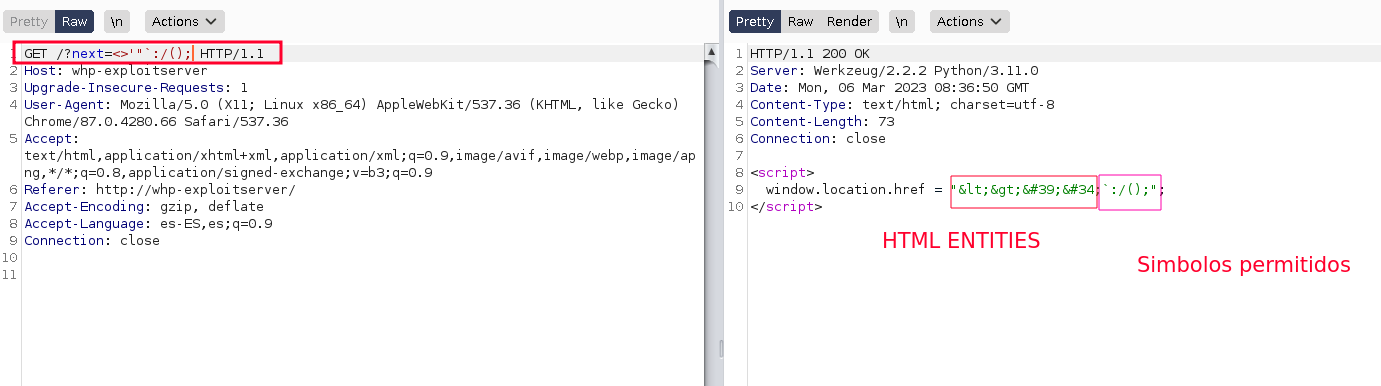 Pretty Raw \n Actions
1 GET /?next=<>'"`:/(); HTTP/1.1
2 Host: whp-exploitserver
3 Upgrade-Insecure-Requests: 1
4 User-Agent: Mozilla/5.0 (X11; Linux x86_64) AppleWebKit/537.36 (KHTML, like Gecko)
Chrome/87.0.4280.66 Safari/537.36
5 Accept:
text/html,application/xhtml+xml,application/xml;q=0.9,image/avif,image/webp,image/ap
ng,*/*;q=0.8,application/signed-exchange;v=b3;q=0.9
6 Referer: http://whp-exploitserver/
7 Accept-Encoding: gzip, deflate
8 Accept-Language: es-ES,es;q=0.9
9 Connection: close
10
11
Pretty Raw Render \n Actions
1 HTTP/1.1 200 OK
2 Server: Werkzeug/2.2.2 Python/3.11.0
3 Date: Mon, 06 Mar 2023 08:36:50 GMT
4 Content-Type: text/html; charset=utf-8
5 Content-Length: 73
6 Connection: close
7
8 <script>
9 window.location.href = "&lt;&gt;&#39;&#34;`:/();";
10 </script>
HTML ENTITIES
Simbolos permitidos